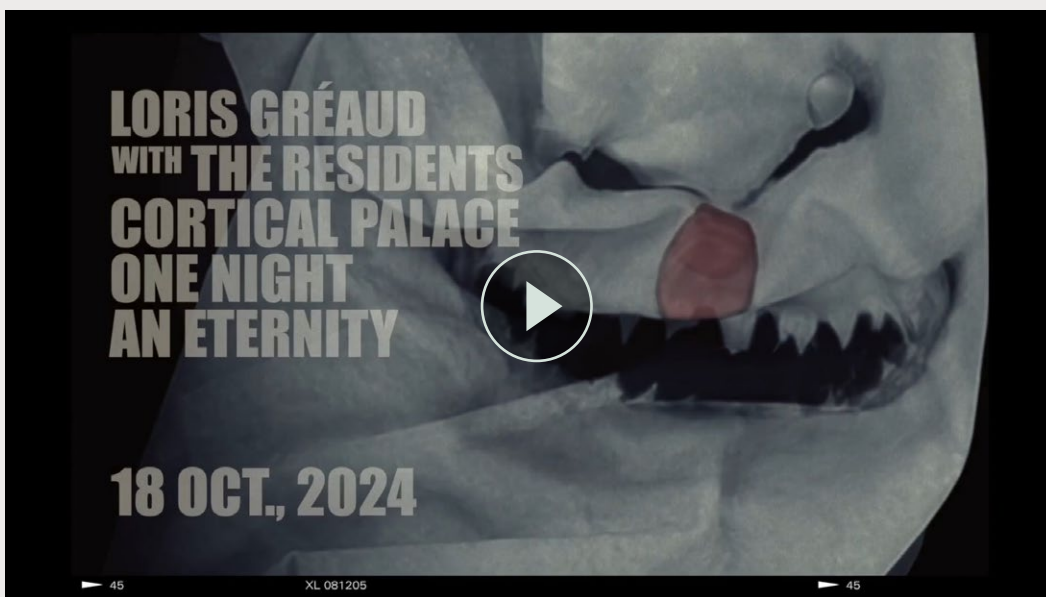 LORIS GRÉAUD
WITH THE RESIDENTS
CORTICAL PALACE
ONE NIGHT
AN ETERNITY
18 OCT., 2024
45 XL 081205 45